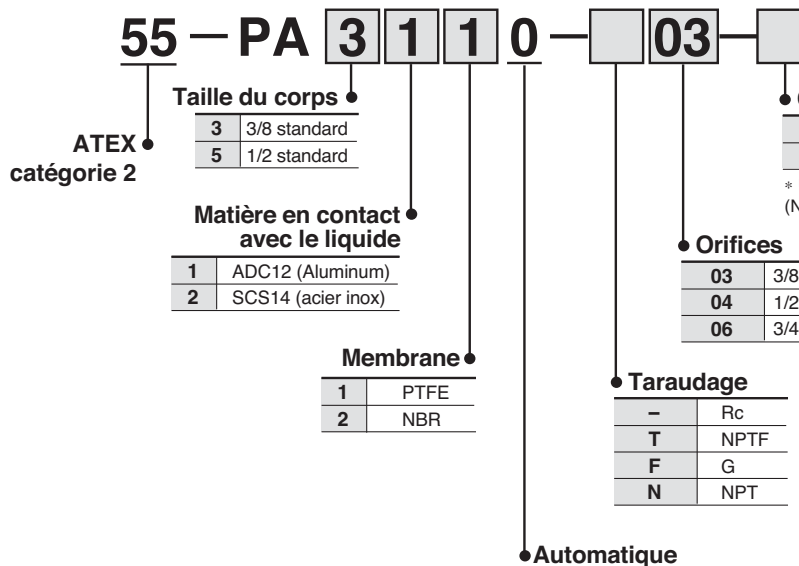 55 — PA 3 1 1 0 — 03 —
Taille du corps
3 3/8 standard
5 1/2 standard
ATEX
catégorie 2
*
(N
Matière en contact
avec le liquide
1 ADC12 (Aluminum)
2 SCS14 (acier inox)
Orifices
03 3/8
04 1/2
06 3/4
Membrane
1 PTFE
2 NBR
Taraudage
– Rc
T NPTF
F G
N NPT
Automatique